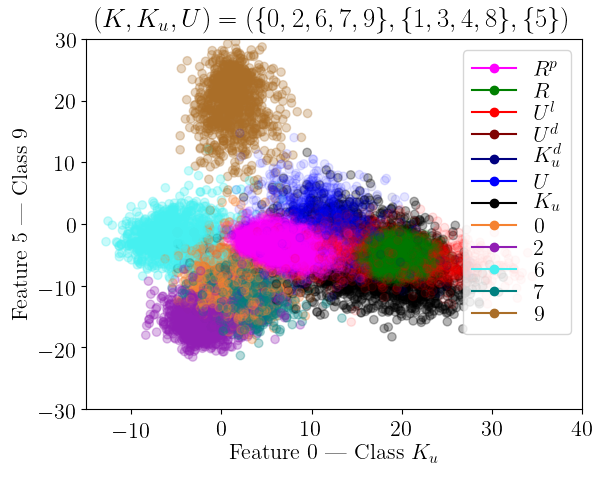 (K, K_u, U) = ({0, 2, 6, 7, 9}, {1, 3, 4, 8}, {5})
30
20
10
0
−10
−20
−30
Feature 5 — Class 9
−10
0
10
20
30
40
Feature 0 — Class K_u
R^p
R
U^l
U^d
K_u^d
U
K_u
0
2
6
7
9